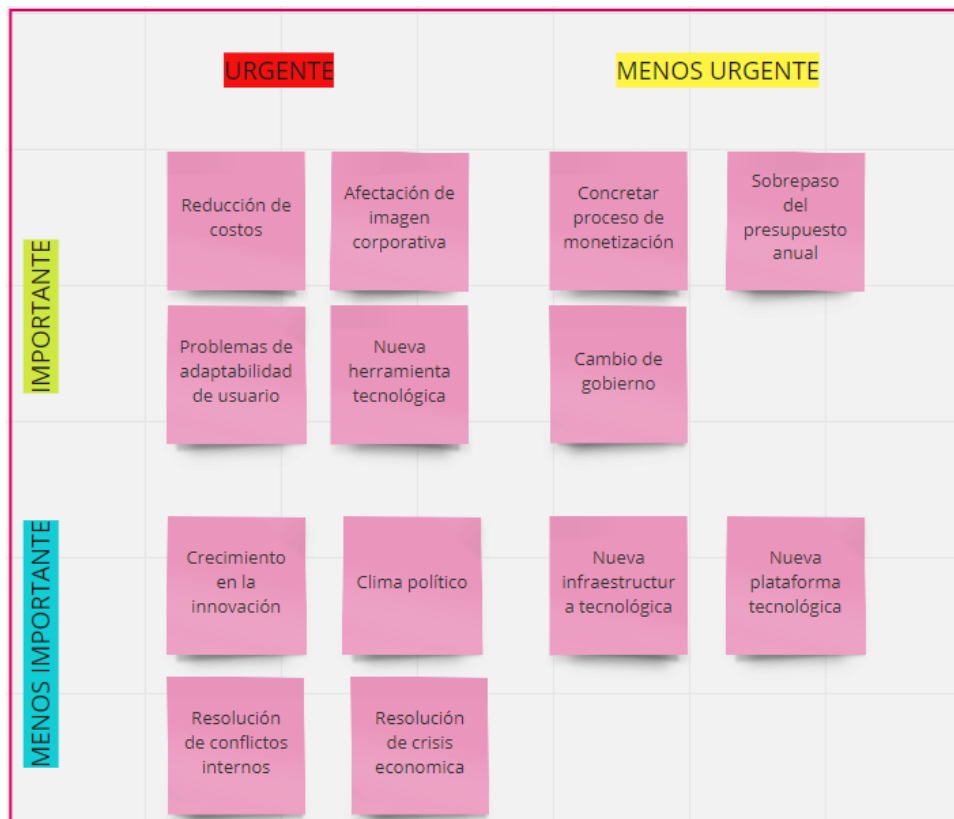 URGENTE
MENOS URGENTE
IMPORTANTE
Reducción de
costos
Afectación de
imagen
corporativa
Concretar
proceso de
monetización
Sobrepaso
del
presupuesto
anual
Problemas de
adaptabilidad
de usuario
Nueva
herramienta
tecnológica
Cambio de
gobierno
MENOS IMPORTANTE
Crecimiento
en la
innovación
Clima político
Nueva
infraestructur
a tecnológica
Nueva
plataforma
tecnológica
Resolución
de conflictos
internos
Resolución
de crisis
economica